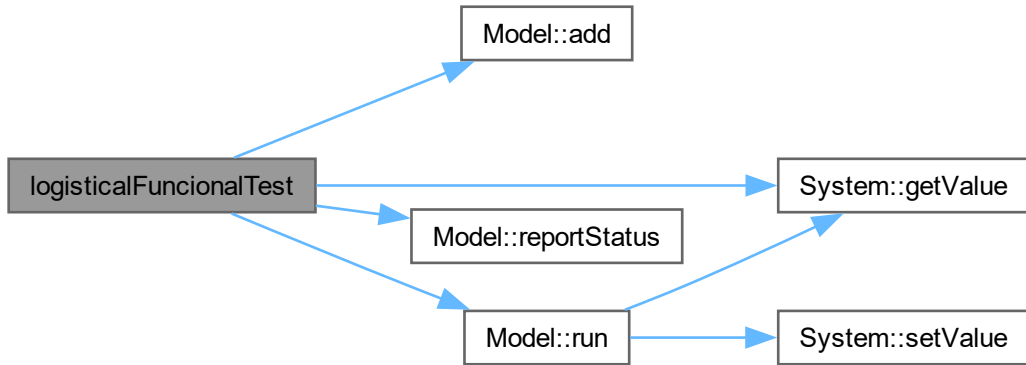 Model::add
logisticalFuncionalTest
System::getValue
Model::reportStatus
Model::run
System::setValue